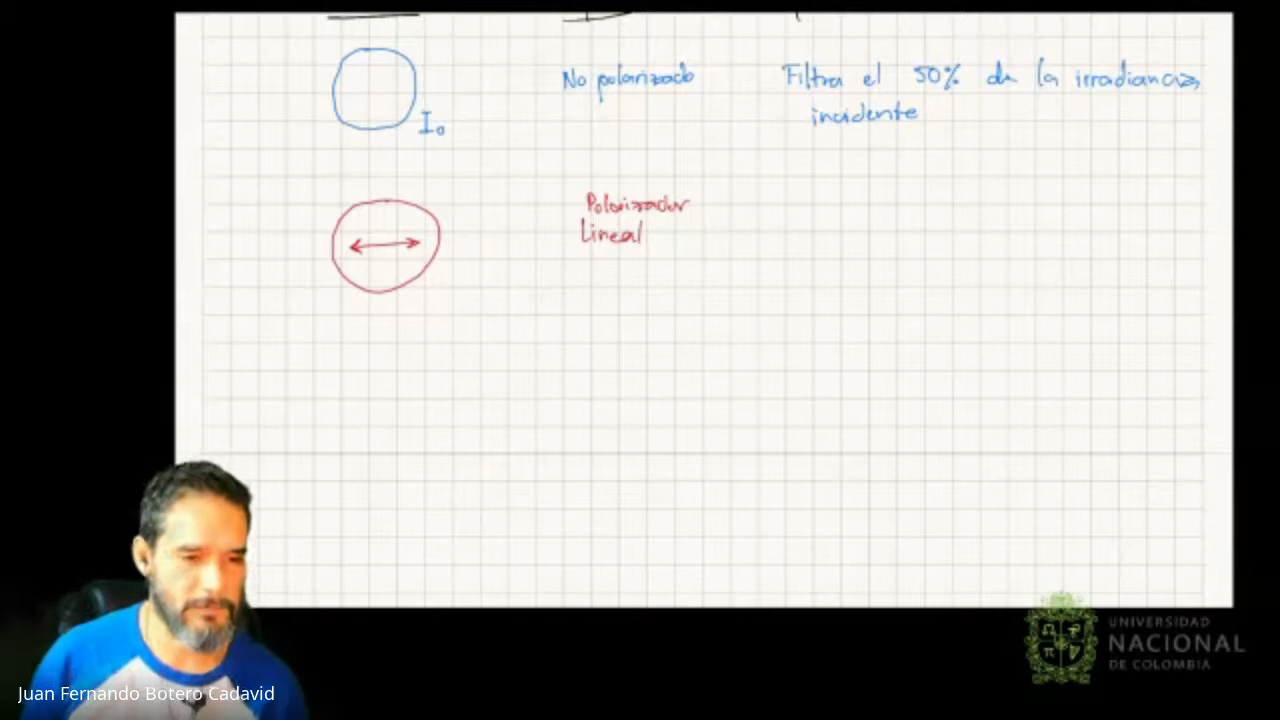 No polarizado
Filtra el 50% de la irradiancia
incidente
I₀
Polarizador
Lineal
Juan Fernando Botero Cadavid
UNIVERSIDAD
NACIONAL
DE COLOMBIA